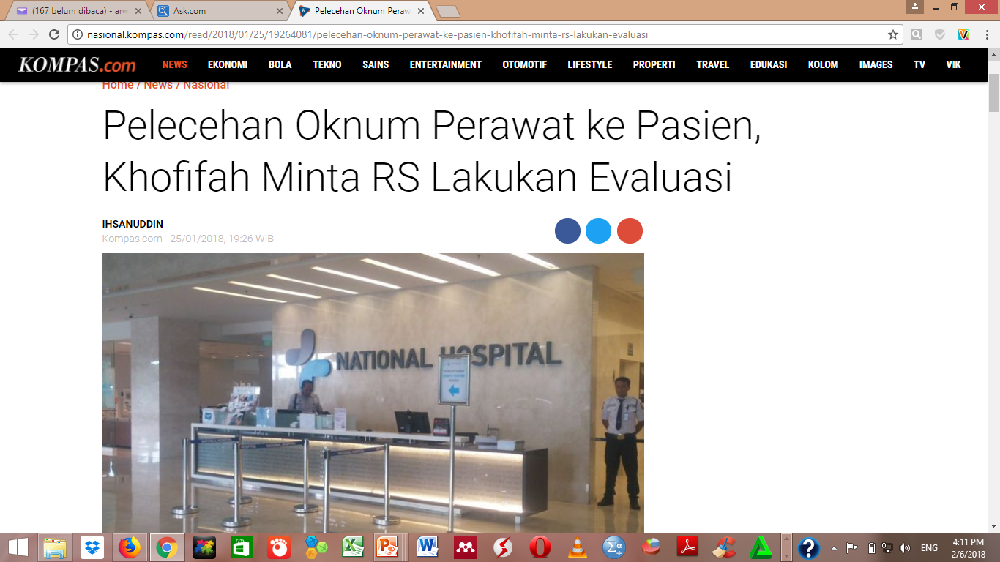 (167 belum dibaca) - arw
Ask.com
Pelecehan Oknum Peraw
nasional.kompas.com/read/2018/01/25/19264081/pelecehan-oknum-perawat-ke-pasien-khofifah-minta-rs-lakukan-evaluasi
KOMPAS.com NEWS EKONOMI BOLA TEKNO SAINS ENTERTAINMENT OTOMOTIF LIFESTYLE PROPERTI TRAVEL EDUKASI KOLOM IMAGES TV VIK
Home / News / Nasional
Pelecehan Oknum Perawat ke Pasien,
Khofifah Minta RS Lakukan Evaluasi
IHSANUDDIN
Kompas.com - 25/01/2018, 19:26 WIB
NATIONAL HOSPITAL
ENG
4:11 PM
2/6/2018